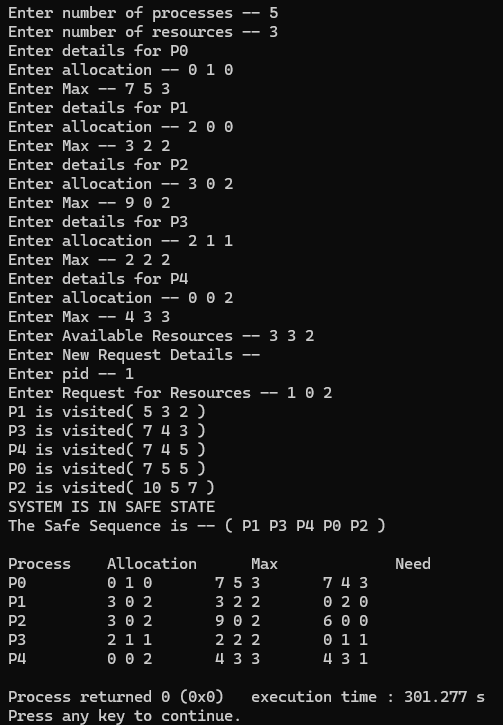 Enter number of processes -- 5
Enter number of resources -- 3
Enter details for P0
Enter allocation -- 0 1 0
Enter Max -- 7 5 3
Enter details for P1
Enter allocation -- 2 0 0
Enter Max -- 3 2 2
Enter details for P2
Enter allocation -- 3 0 2
Enter Max -- 9 0 2
Enter details for P3
Enter allocation -- 2 1 1
Enter Max -- 2 2 2
Enter details for P4
Enter allocation -- 0 0 2
Enter Max -- 4 3 3
Enter Available Resources -- 3 3 2
Enter New Request Details --
Enter pid -- 1
Enter Request for Resources -- 1 0 2
P1 is visited( 5 3 2 )
P3 is visited( 7 4 3 )
P4 is visited( 7 4 5 )
P0 is visited( 7 5 5 )
P2 is visited( 10 5 7 )
SYSTEM IS IN SAFE STATE
The Safe Sequence is -- ( P1 P3 P4 P0 P2 )
Process    Allocation      Max             Need
P0          0 1 0       7 5 3       7 4 3
P1          3 0 2       3 2 2       0 2 0
P2          3 0 2       9 0 2       6 0 0
P3          2 1 1       2 2 2       0 1 1
P4          0 0 2       4 3 3       4 3 1
Process returned 0 (0x0)   execution time : 301.277 s
Press any key to continue.